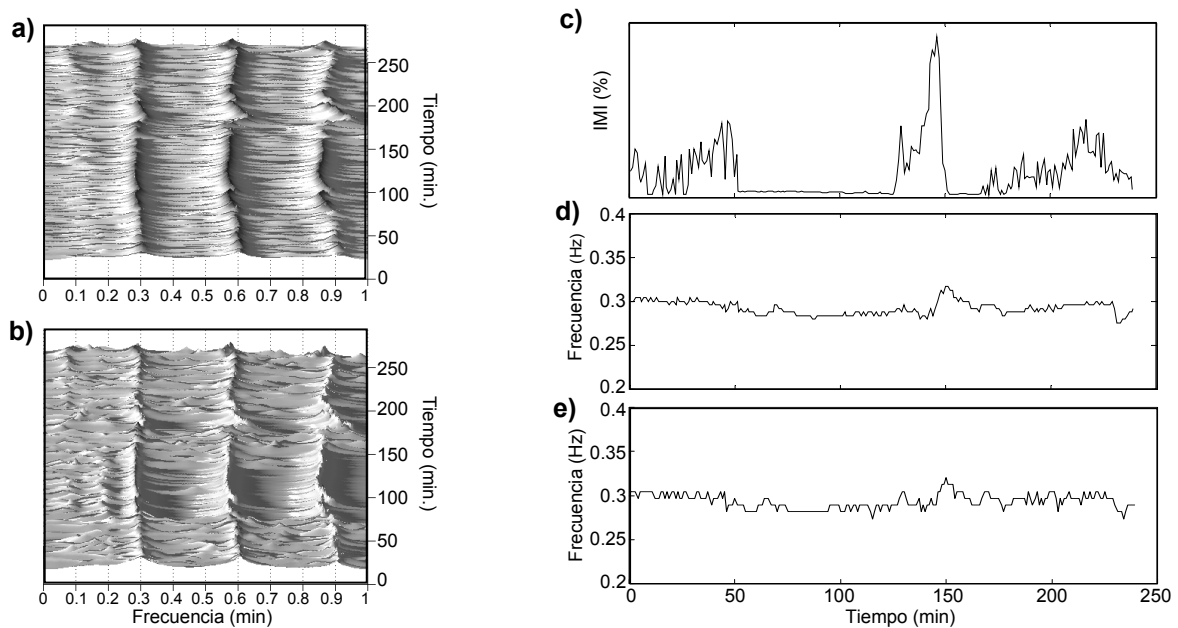 a)
250
200
150
100
50
0
Tiempo (min.)
0 0.1 0.2 0.3 0.4 0.5 0.6 0.7 0.8 0.9 1
b)
250
200
150
100
50
0
Tiempo (min.)
0 0.1 0.2 0.3 0.4 0.5 0.6 0.7 0.8 0.9 1
Frecuencia (min)
c)
IMI (%)
d)
0.4
0.35
0.3
0.25
0.2
Frecuencia (Hz)
e)
0.4
0.35
0.3
0.25
0.2
Frecuencia (Hz)
0 50 100 150 200 250
Tiempo (min)